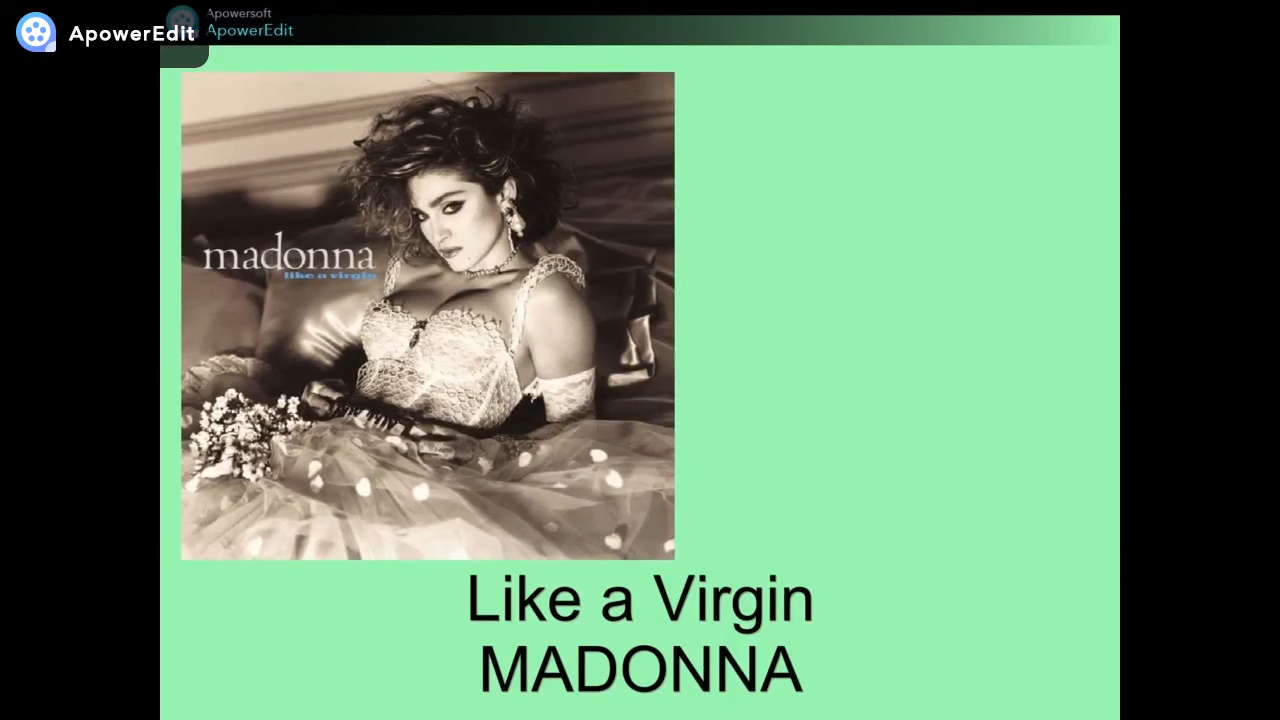 Apowersoft
ApowerEdit
ApowerEdit
madonna
like a virgin
Like a Virgin
MADONNA